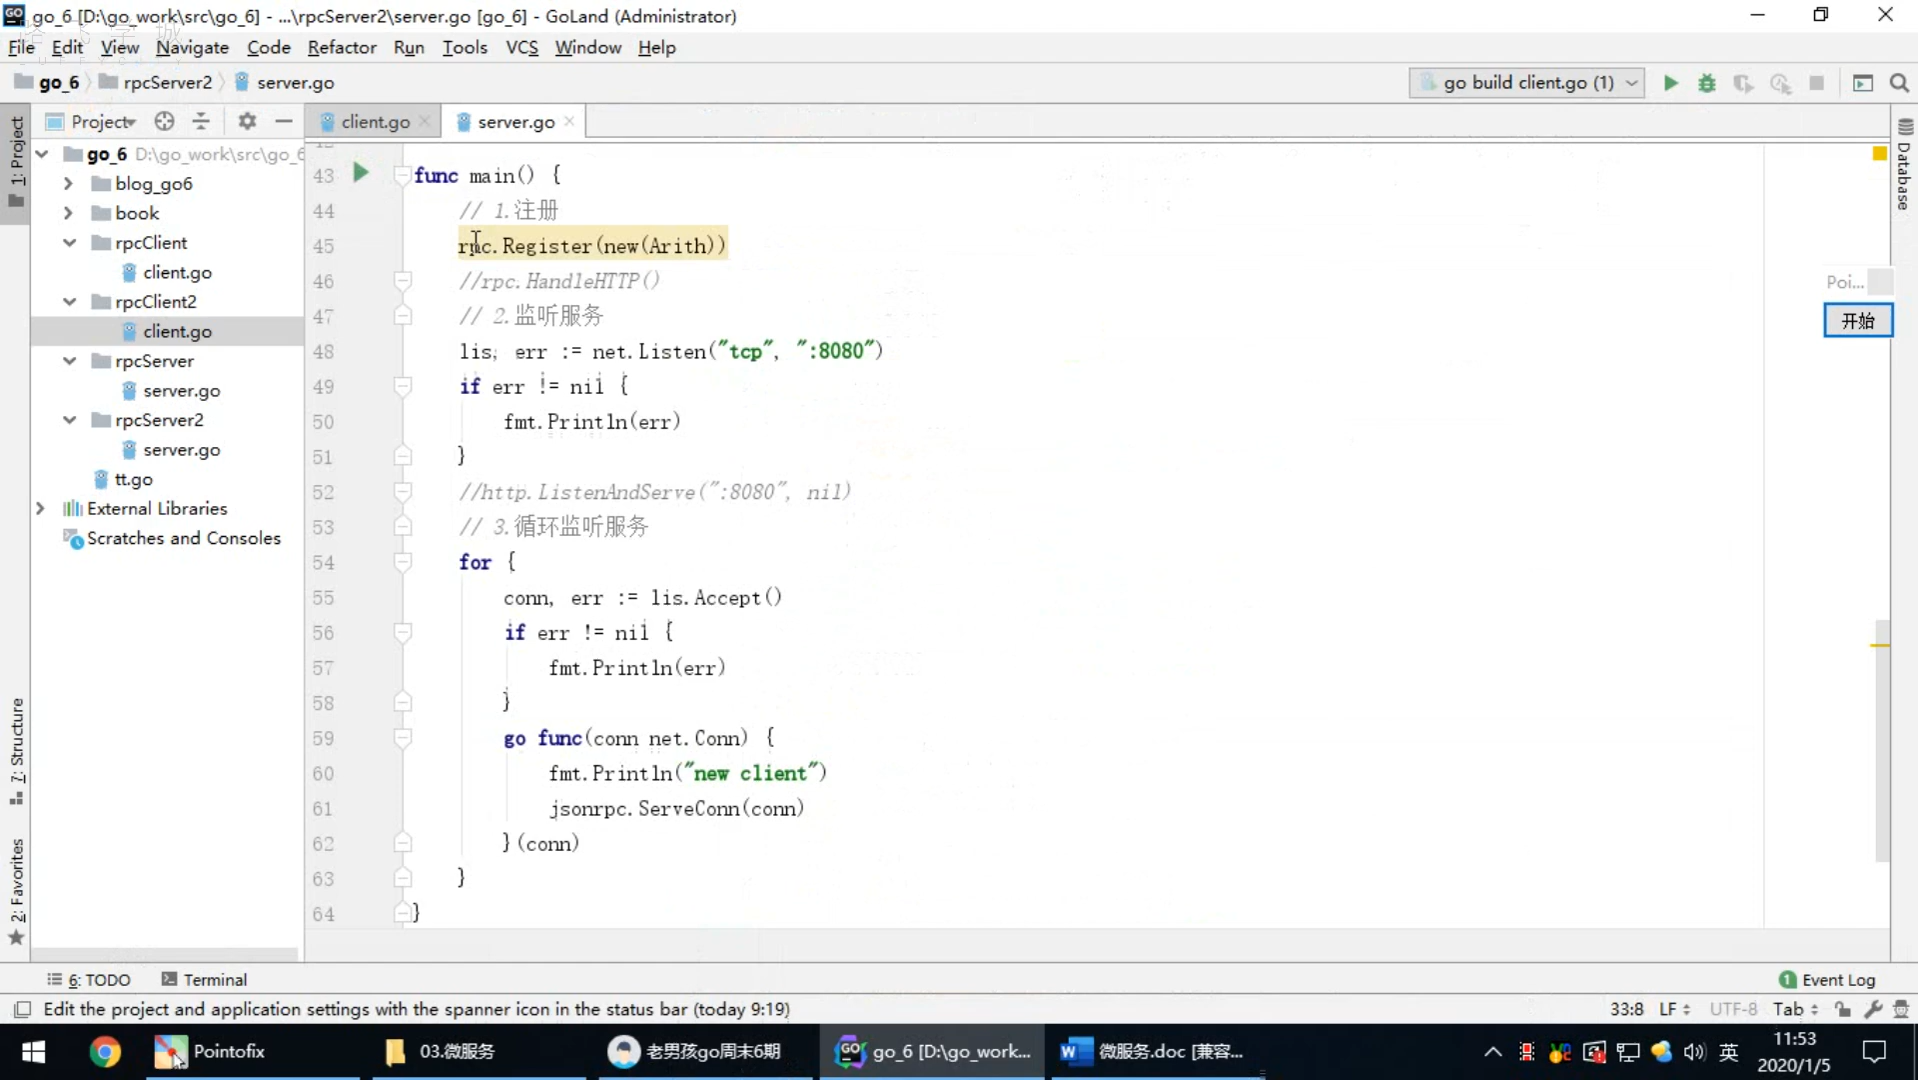 go_6 [D:\go_work\src\go_6] - ...\rpcServer2\server.go [go_6] - GoLand (Administrator)
File Edit View Navigate Code Refactor Run Tools VCS Window Help
go_6 rpcServer2 server.go
go build client.go (1)
1: Project
Project
client.go
server.go
Database
go_6 D:\go_work\src\go_6
blog_go6
book
rpcClient
client.go
rpcClient2
client.go
rpcServer
server.go
rpcServer2
server.go
tt.go
External Libraries
Scratches and Consoles
7: Structure
2: Favorites
43 func main() {
44 // 1.注册
45 rpc.Register(new(Arith))
46 //rpc.HandleHTTP()
47 // 2.监听服务
48 lis, err := net.Listen("tcp", ":8080")
49 if err != nil {
50 fmt.Println(err)
51 }
52 //http.ListenAndServe(":8080", nil)
53 // 3.循环监听服务
54 for {
55 conn, err := lis.Accept()
56 if err != nil {
57 fmt.Println(err)
58 }
59 go func(conn net.Conn) {
60 fmt.Println("new client")
61 jsonrpc.ServeConn(conn)
62 }(conn)
63 }
64 }
Poi...
开始
6: TODO Terminal
1 Event Log
Edit the project and application settings with the spanner icon in the status bar (today 9:19)
33:8 LF UTF-8 Tab
Pointofix
03.微服务
老男孩go周末6期
go_6 [D:\go_work...
微服务.doc [兼容...
英
11:53
2020/1/5